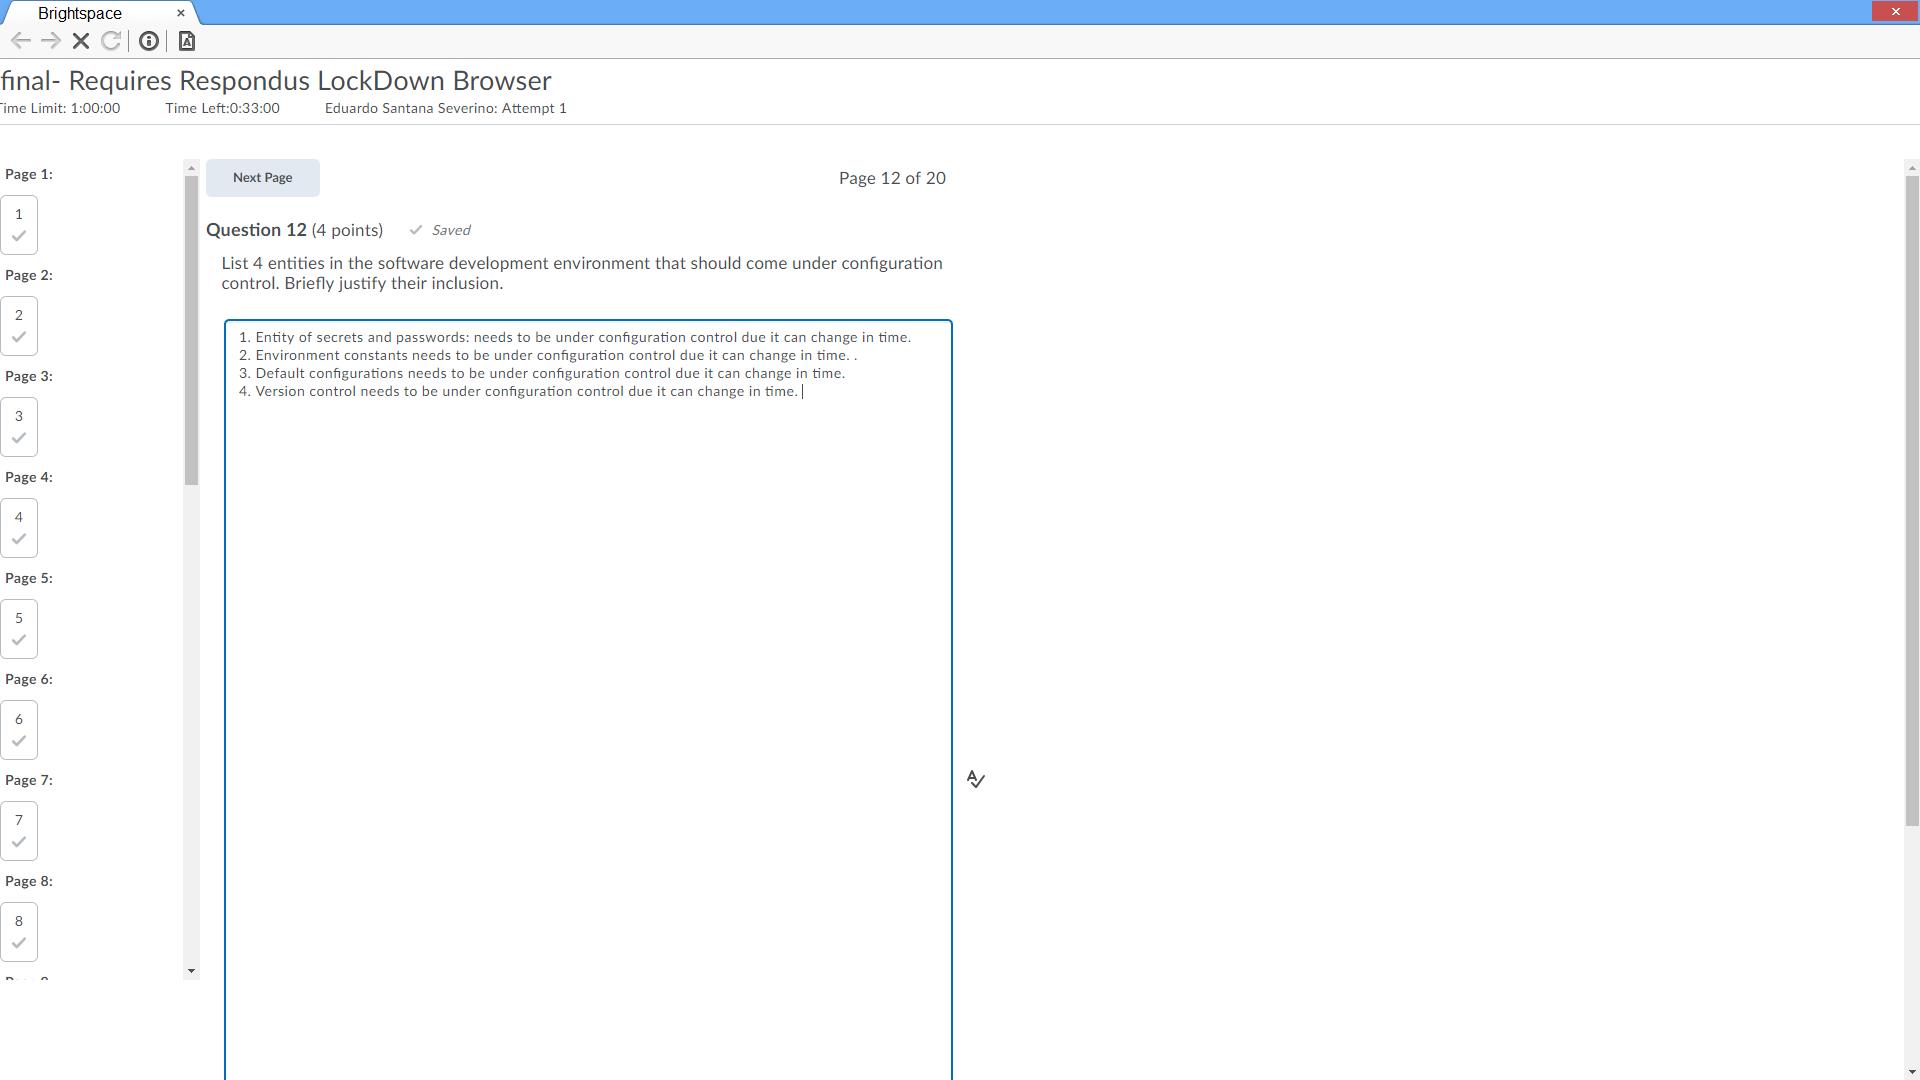 Brightspace
final- Requires Respondus LockDown Browser
Time Limit: 1:00:00 Time Left:0:33:00 Eduardo Santana Severino: Attempt 1
Page 1:
1
Page 2:
2
Page 3:
3
Page 4:
4
Page 5:
5
Page 6:
6
Page 7:
7
Page 8:
8
Next Page
Page 12 of 20
Question 12 (4 points) Saved
List 4 entities in the software development environment that should come under configuration
control. Briefly justify their inclusion.
1. Entity of secrets and passwords: needs to be under configuration control due it can change in time.
2. Environment constants needs to be under configuration control due it can change in time. .
3. Default configurations needs to be under configuration control due it can change in time.
4. Version control needs to be under configuration control due it can change in time.